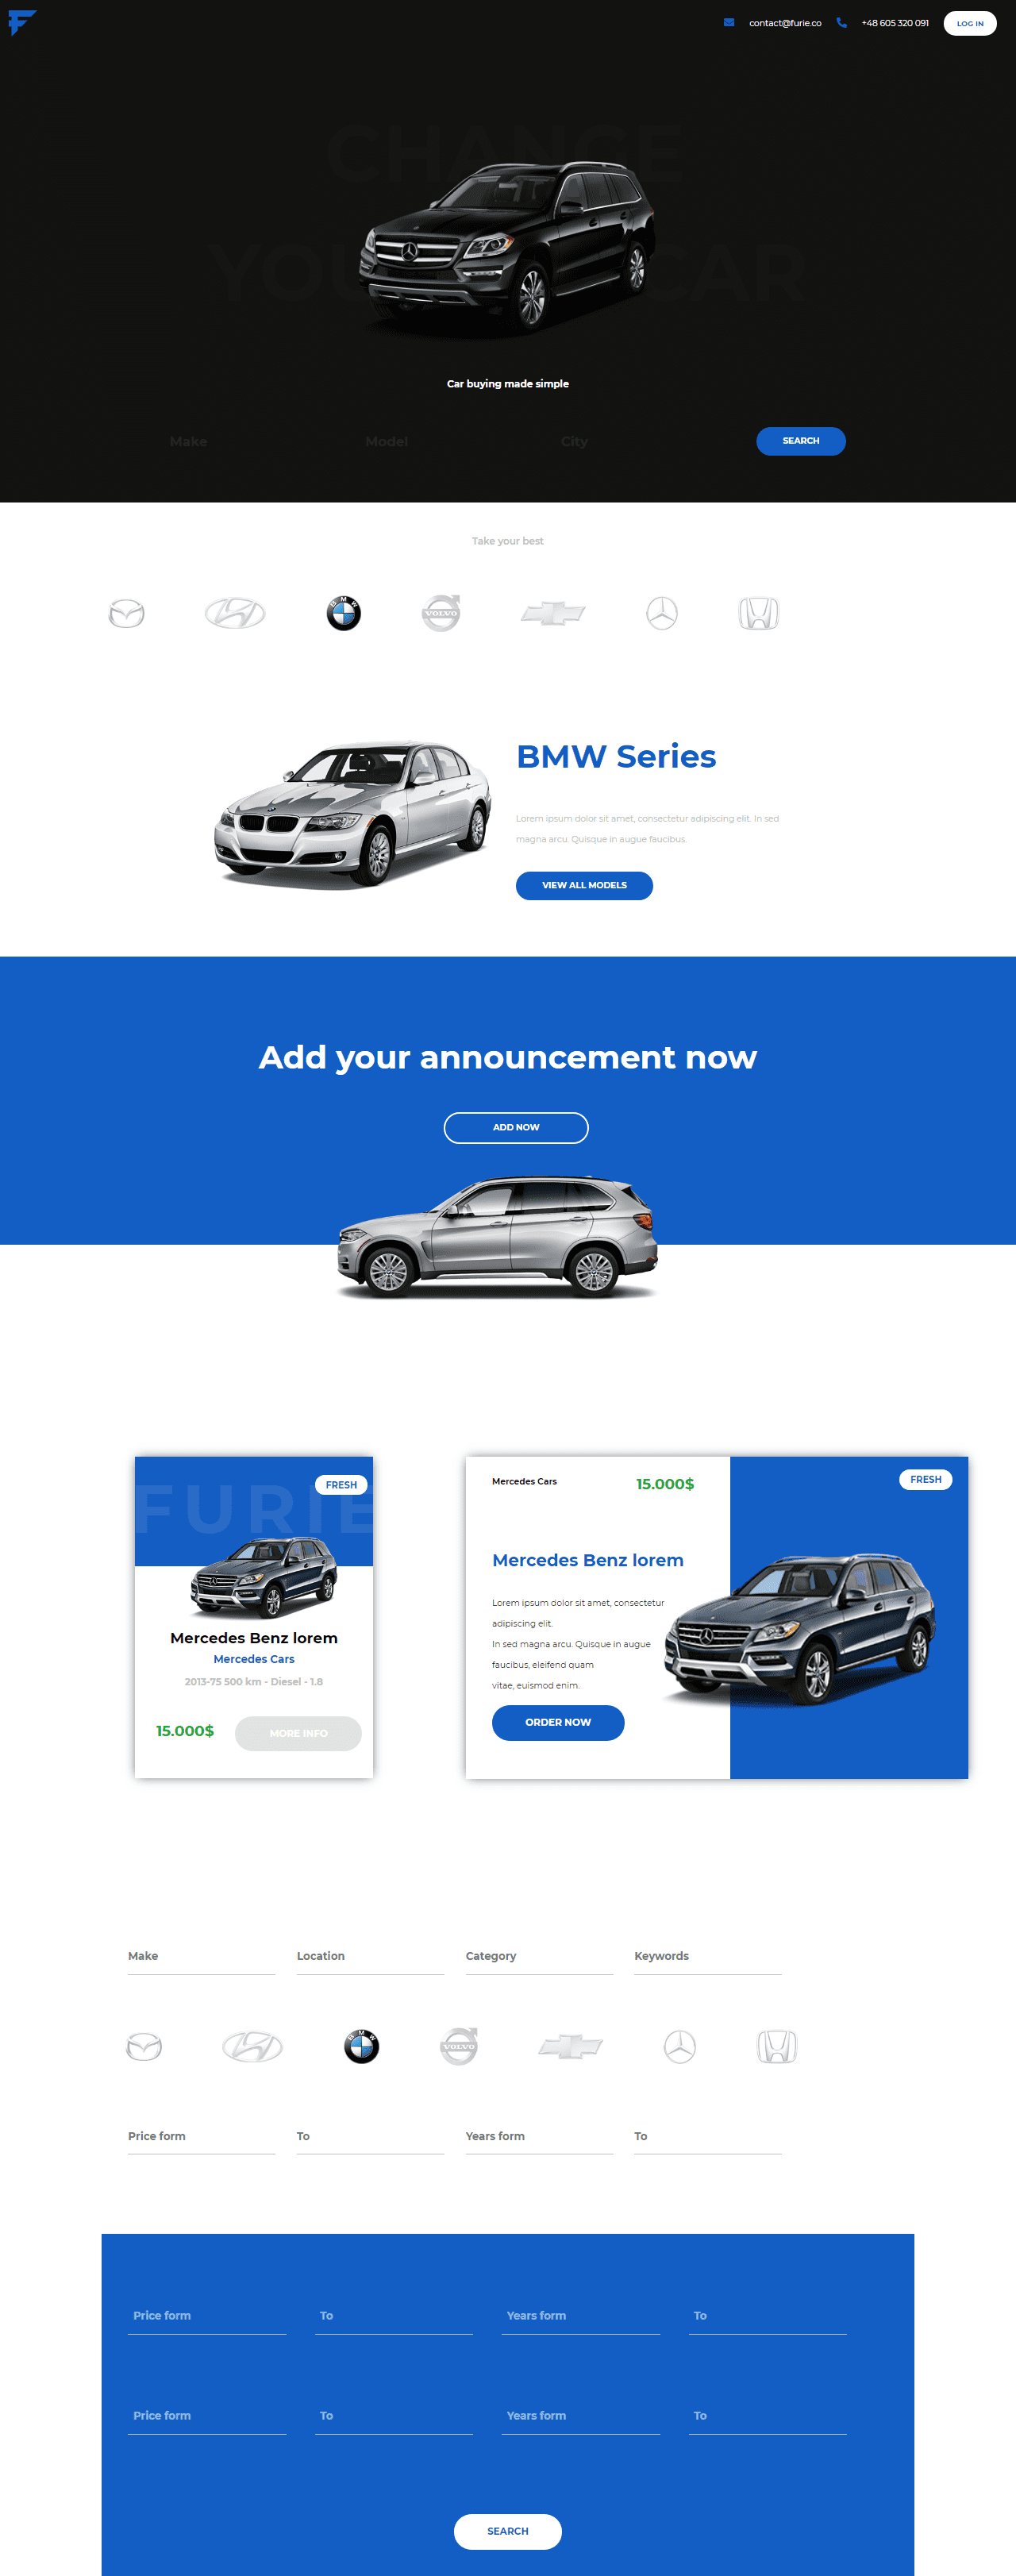 contact@furie.co
+48 605 320 091
LOG IN
CHANGE
YOUR CAR
Car buying made simple
Make
Model
City
SEARCH
Take your best
BMW
VOLVO
BMW Series
Lorem ipsum dolor sit amet, consectetur adipiscing elit. In sed
magna arcu. Quisque in augue faucibus.
VIEW ALL MODELS
Add your announcement now
ADD NOW
FURIE
FRESH
Mercedes Benz lorem
Mercedes Cars
2013-75 500 km - Diesel - 1.8
15.000$
MORE INFO
Mercedes Cars
15.000$
FRESH
Mercedes Benz lorem
Lorem ipsum dolor sit amet, consectetur
adipiscing elit.
In sed magna arcu. Quisque in augue
faucibus, eleifend quam
vitae, euismod enim.
ORDER NOW
Make
Location
Category
Keywords
BMW
VOLVO
Price form
To
Years form
To
Price form
To
Years form
To
Price form
To
Years form
To
SEARCH